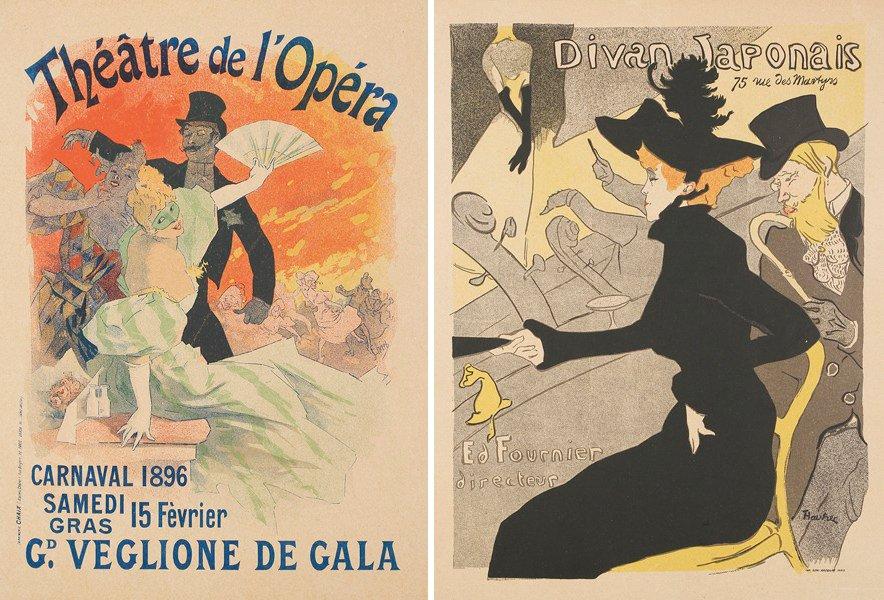 Théâtre de l'Opéra
CARNAVAL 1896
SAMEDI
GRAS
15 Février
GD. VEGLIONE DE GALA
Divan Japonais
75 rue des Martyrs
Ed Fournier
directeur